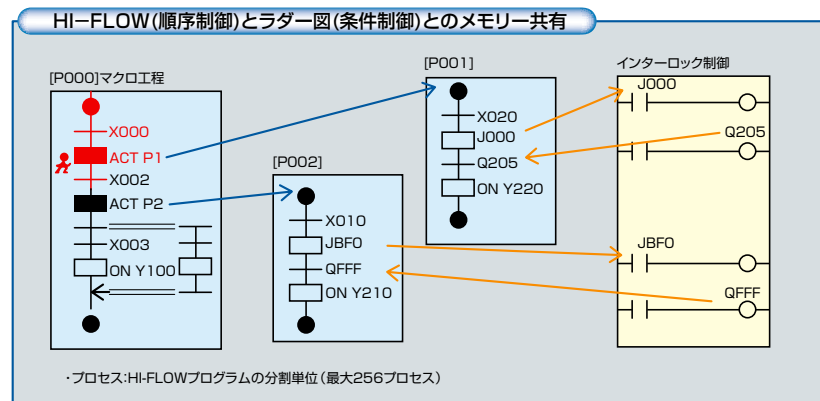 HI−FLOW(順序制御)とラダー図(条件制御)とのメモリー共有
[P000]マクロ工程
X000
ACT P1
X002
ACT P2
X003
ON Y100
[P002]
X010
JBF0
QFFF
ON Y210
[P001]
X020
J000
Q205
ON Y220
インターロック制御
J000
Q205
JBF0
QFFF
・プロセス:HI-FLOWプログラムの分割単位(最大256プロセス)